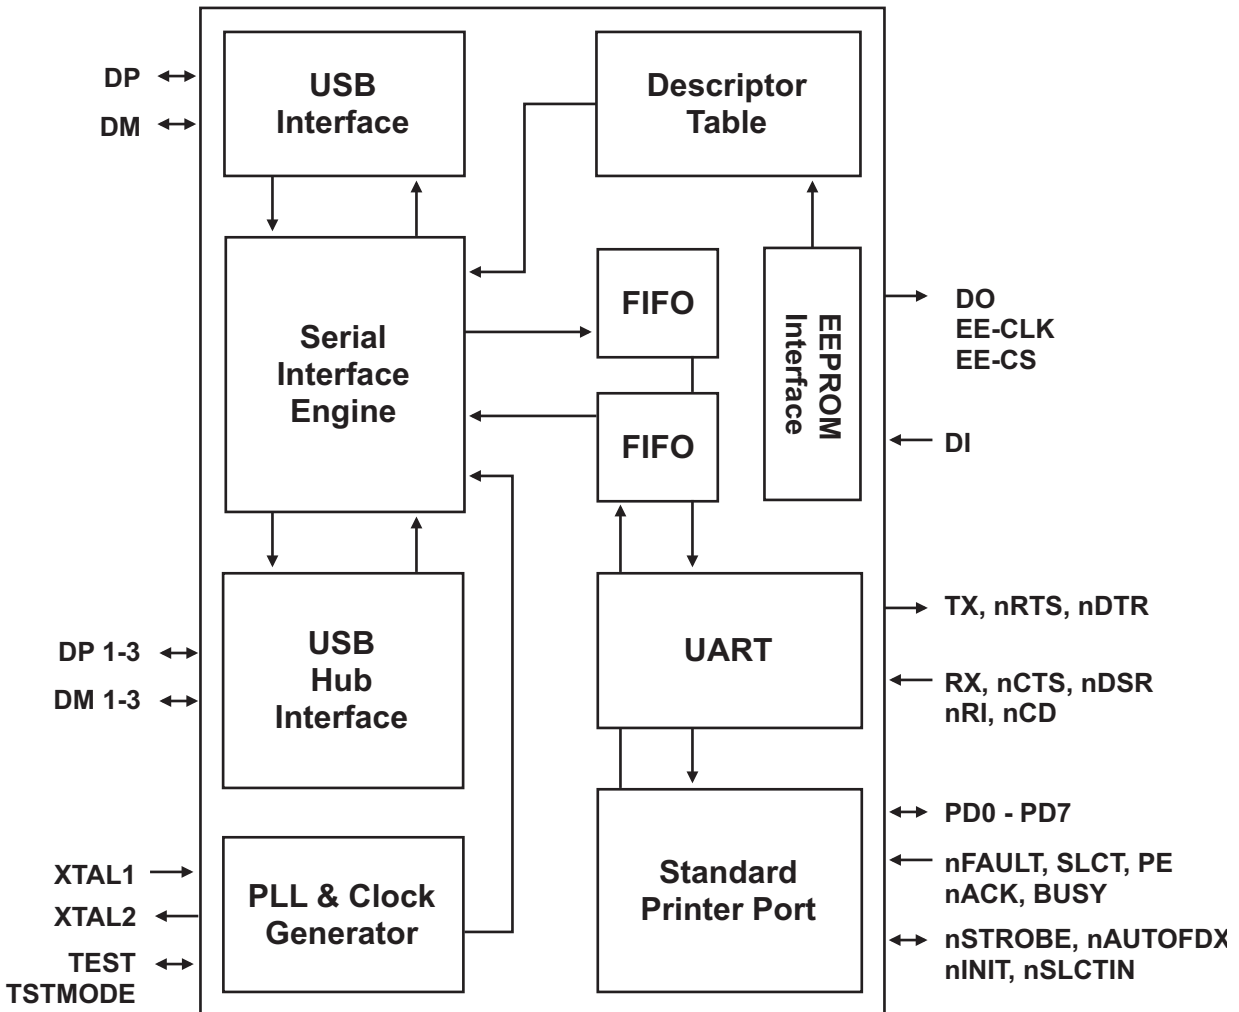 DP
DM
USB
Interface
Descriptor
Table
Serial
Interface
Engine
FIFO
FIFO
EEPROM
Interface
DO
EE-CLK
EE-CS
DI
DP 1-3
DM 1-3
USB
Hub
Interface
UART
TX, nRTS, nDTR
RX, nCTS, nDSR
nRI, nCD
XTAL1
XTAL2
TEST
TSTMODE
PLL & Clock
Generator
Standard
Printer Port
PD0 - PD7
nFAULT, SLCT, PE
nACK, BUSY
nSTROBE, nAUTOFDX
nINIT, nSLCTIN